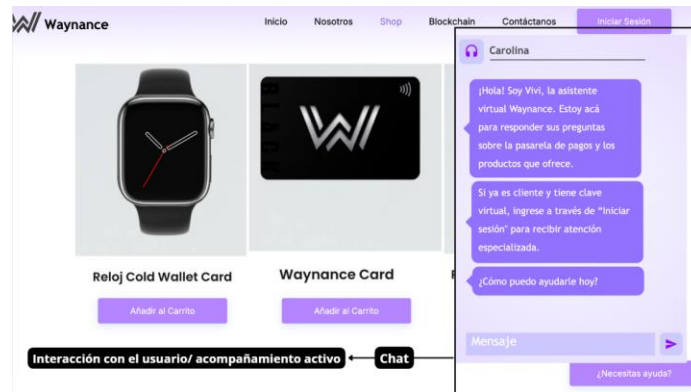 Waynance
Inicio Nosotros Shop Blockchain Contáctanos Iniciar Sesión
Carolina
¡Hola! Soy Vivi, la asistente
virtual Waynance. Estoy acá
para responder sus preguntas
sobre la pasarela de pagos y los
productos que ofrece.
Si ya es cliente y tiene clave
virtual, ingrese a través de “Iniciar
sesión" para recibir atención
especializada.
¿Cómo puedo ayudarle hoy?
Mensaje
¿Necesitas ayuda?
BLACK
Reloj Cold Wallet Card
Añadir al Carrito
Waynance Card
Añadir al Carrito
Interacción con el usuario/ acompañamiento activo
Chat